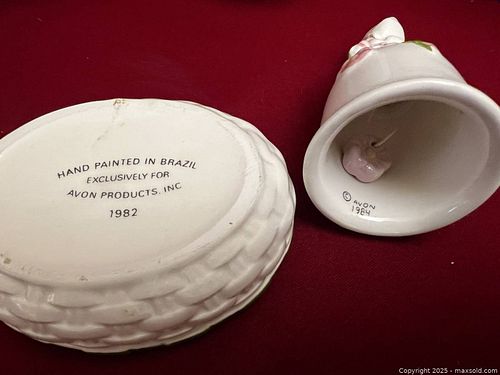 HAND PAINTED IN BRAZIL
EXCLUSIVELY FOR
AVON PRODUCTS, INC
1982
© AVON
1984
Copyright 2025 - maxsold.com